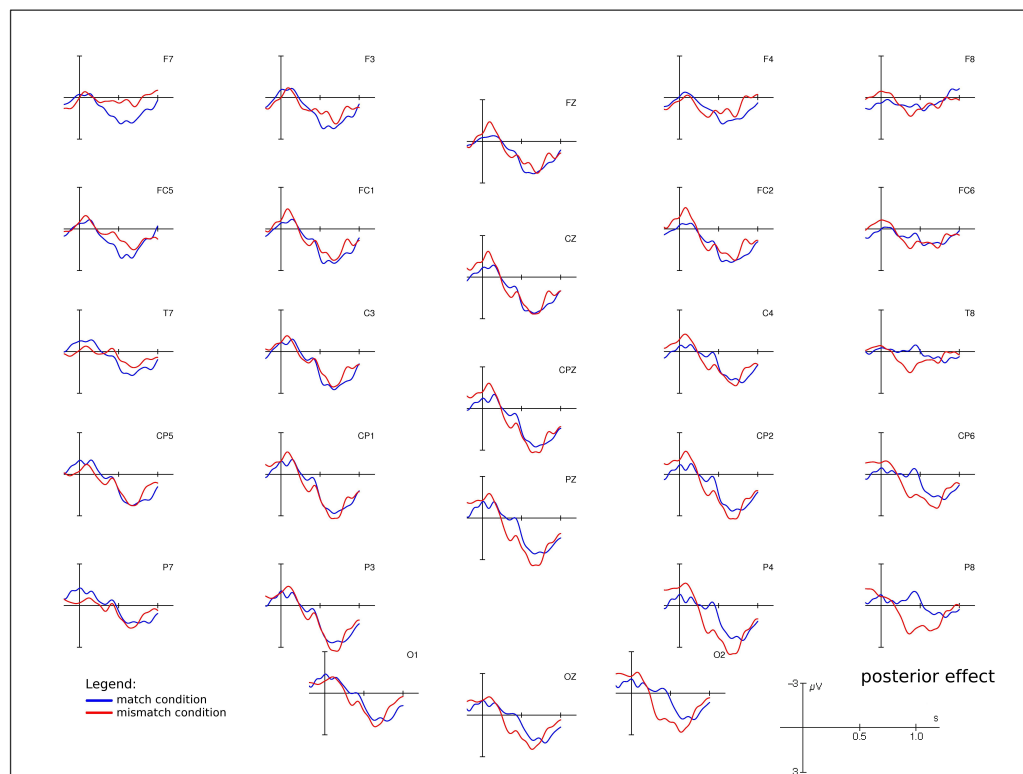 F7
F3
F4
F8
FZ
FC5
FC1
FC2
FC6
CZ
T7
C3
C4
T8
CPZ
CP5
CP1
CP2
CP6
PZ
P7
P3
P4
P8
O1
O2
OZ
Legend:
match condition
mismatch condition
posterior effect
-3
µV
s
0.5
1.0
3